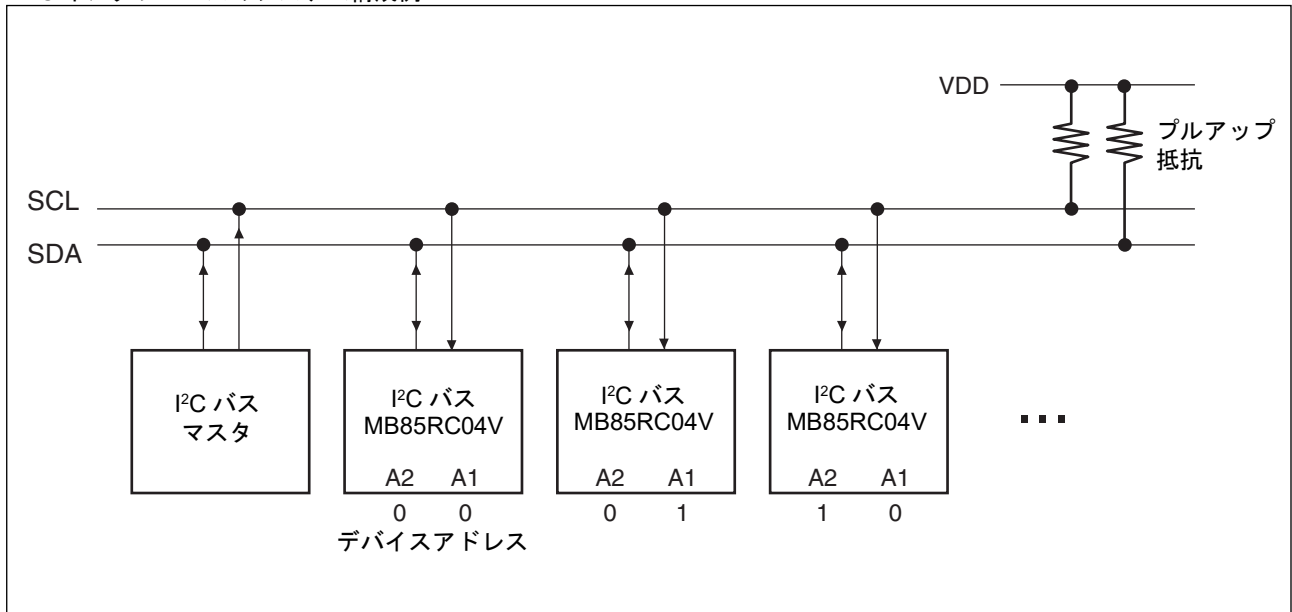 VDD
プルアップ
抵抗
SCL
SDA
I²C バス
マスタ
I²C バス
MB85RC04V
A2 A1
0 0
デバイスアドレス
I²C バス
MB85RC04V
A2 A1
0 1
I²C バス
MB85RC04V
A2 A1
1 0
...